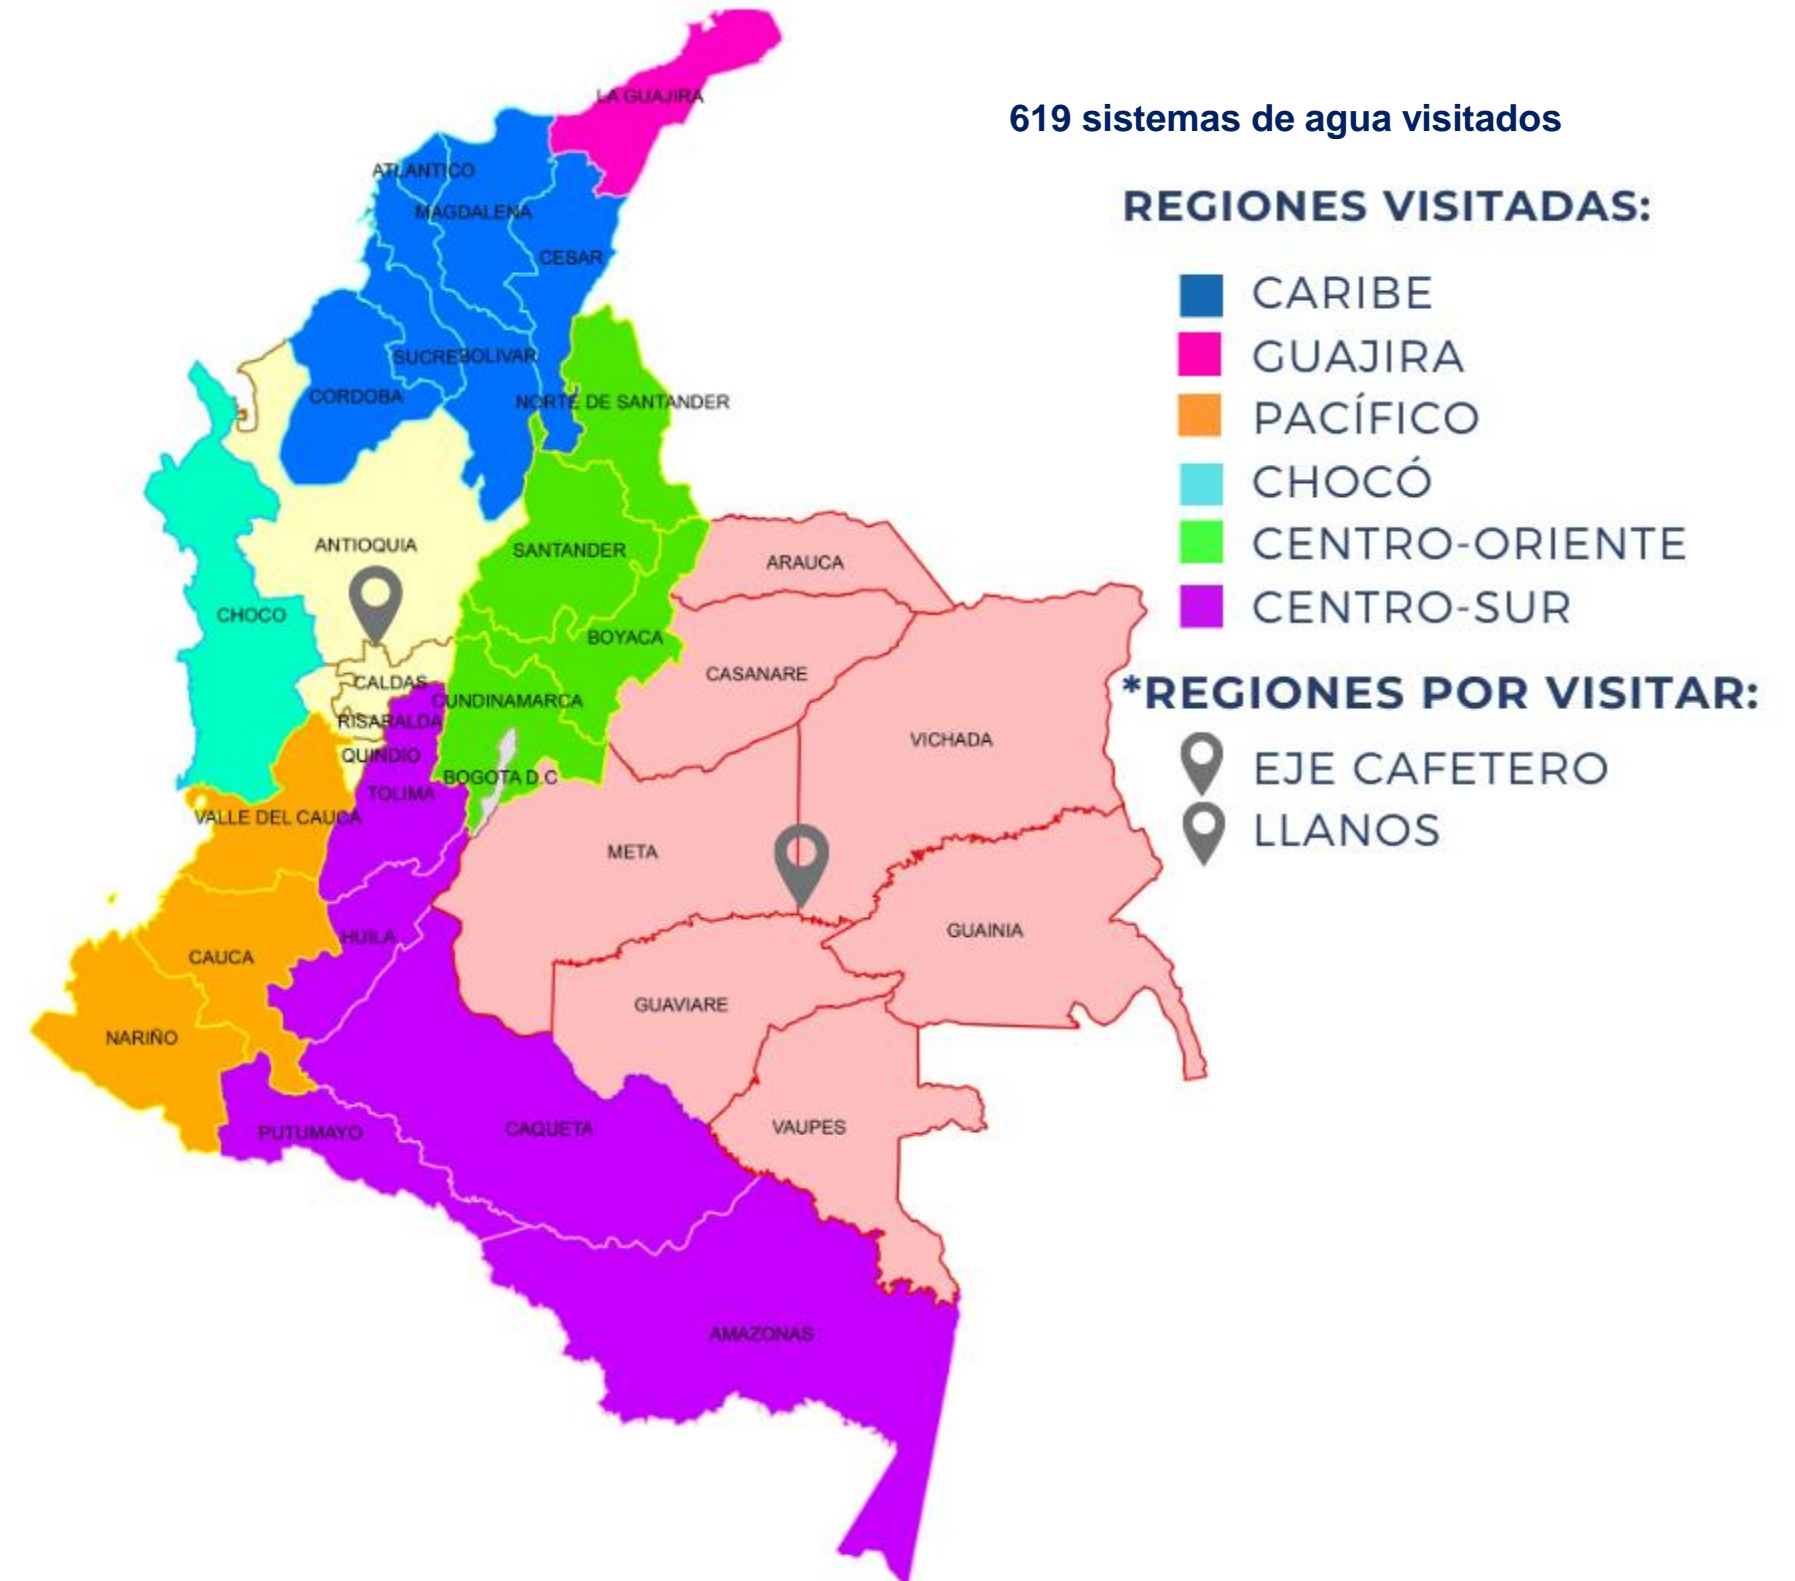 LA GUAJIRA
619 sistemas de agua visitados
ATLANTICO
MAGDALENA
CESAR
SUCRE
BOLIVAR
CORDOBA
NORTE DE SANTANDER
ANTIOQUIA
SANTANDER
ARAUCA
CHOCO
BOYACA
CASANARE
CALDAS
CUNDINAMARCA
RISARALDA
QUINDIO
BOGOTA D.C
TOLIMA
VICHADA
VALLE DEL CAUCA
META
HUILA
CAUCA
GUAINIA
GUAVIARE
NARIÑO
PUTUMAYO
CAQUETA
VAUPES
AMAZONAS
REGIONES VISITADAS:
CARIBE
GUAJIRA
PACÍFICO
CHOCÓ
CENTRO-ORIENTE
CENTRO-SUR
*REGIONES POR VISITAR:
EJE CAFETERO
LLANOS